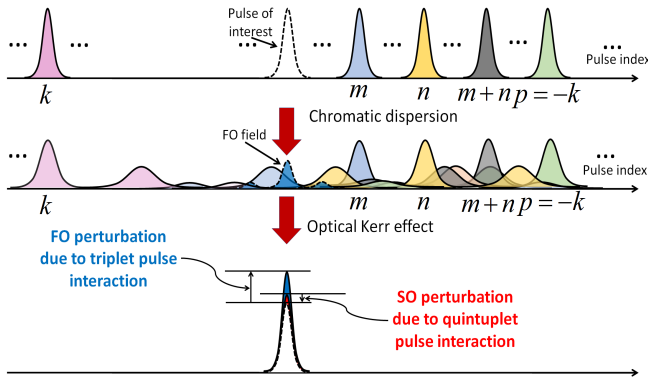 Pulse of
interest
... ... ... ... ... ... ...
Pulse index
k m n m + n p = −k
Chromatic dispersion
FO field
... ...
Pulse index
k m n m + n p = −k
Optical Kerr effect
FO perturbation
due to triplet pulse
interaction
SO perturbation
due to quintuplet
pulse interaction